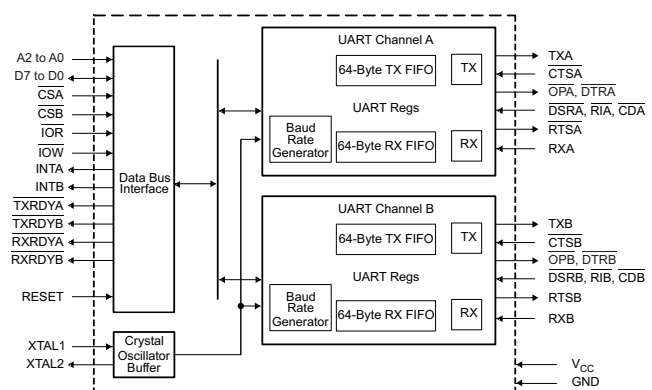 A2 to A0
D7 to D0
CSA
CSB
IOR
IOW
INTA
INTB
TXRDYA
TXRDYB
RXRDYA
RXRDYB
RESET
XTAL1
XTAL2
Data Bus
Interface
Crystal
Oscillator
Buffer
UART Channel A
64-Byte TX FIFO
TX
UART Regs
Baud
Rate
Generator
64-Byte RX FIFO
RX
TXA
CTSA
OPA, DTRA
DSRA, RIA, CDA
RTSA
RXA
UART Channel B
64-Byte TX FIFO
TX
UART Regs
Baud
Rate
Generator
64-Byte RX FIFO
RX
TXB
CTSB
OPB, DTRB
DSRB, RIB, CDB
RTSB
RXB
VCC
GND